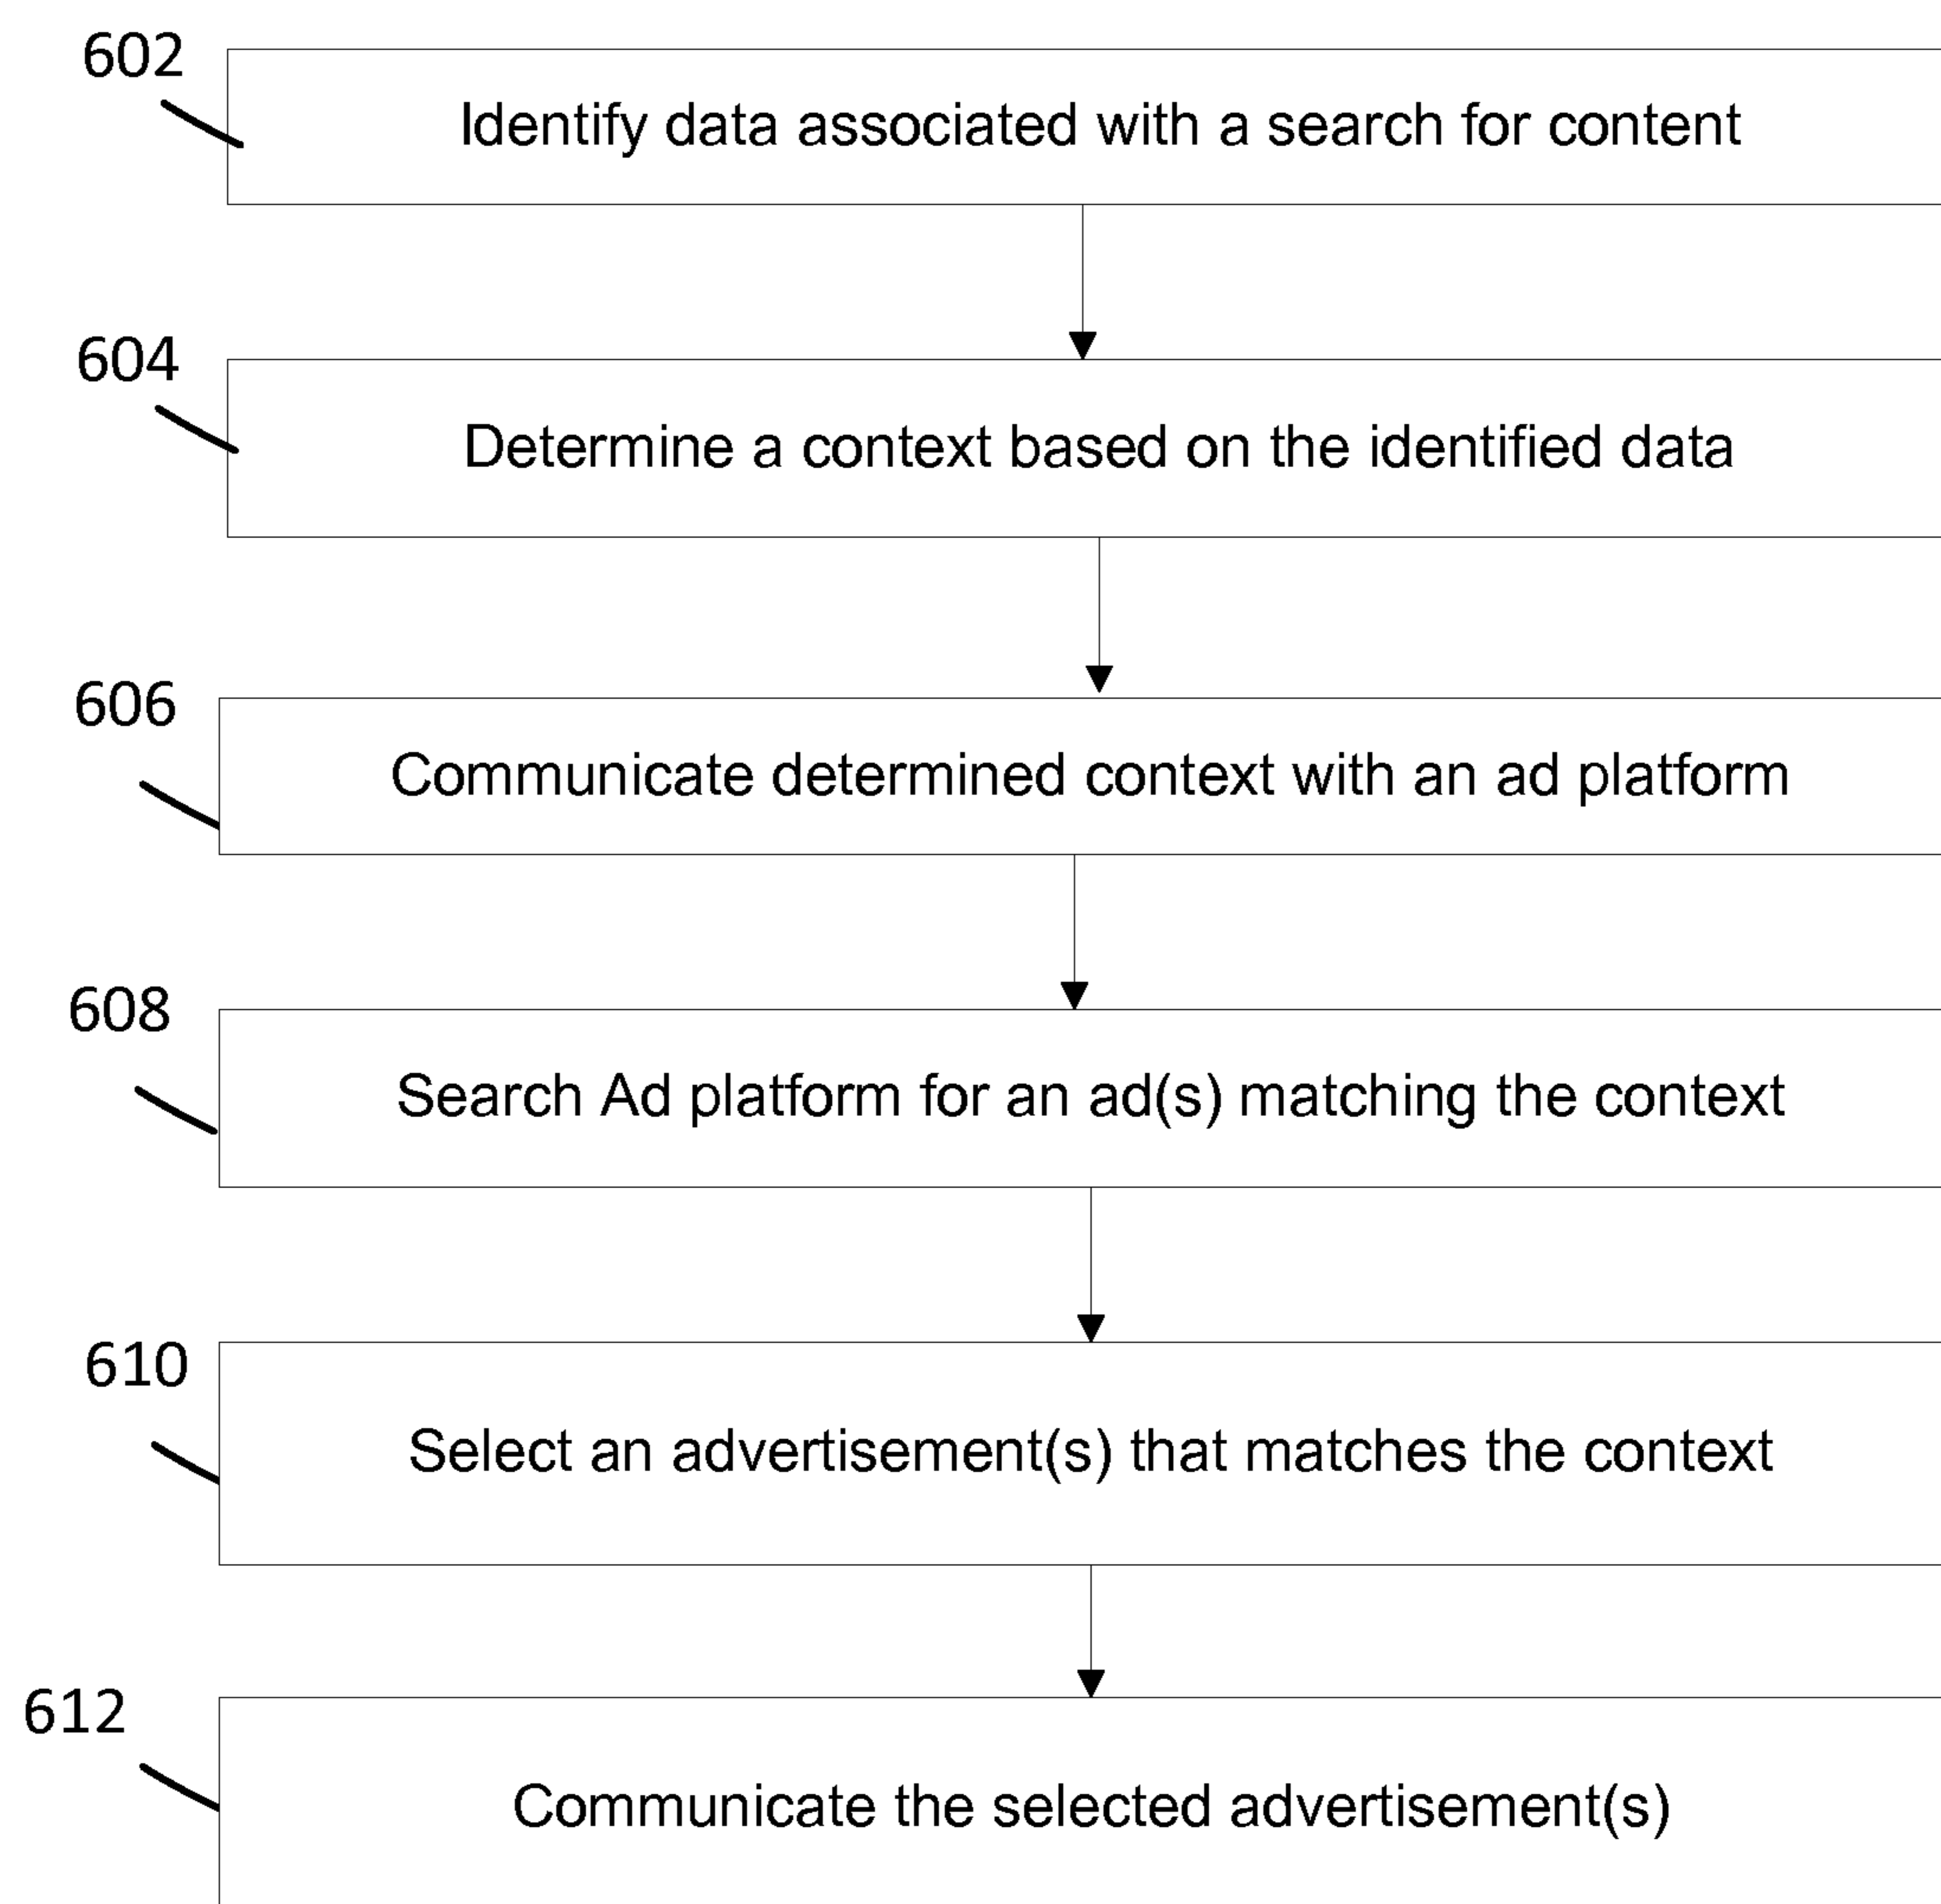 602
Identify data associated with a search for content
604
Determine a context based on the identified data
606
Communicate determined context with an ad platform
608
Search Ad platform for an ad(s) matching the context
610
Select an advertisement(s) that matches the context
612
Communicate the selected advertisement(s)